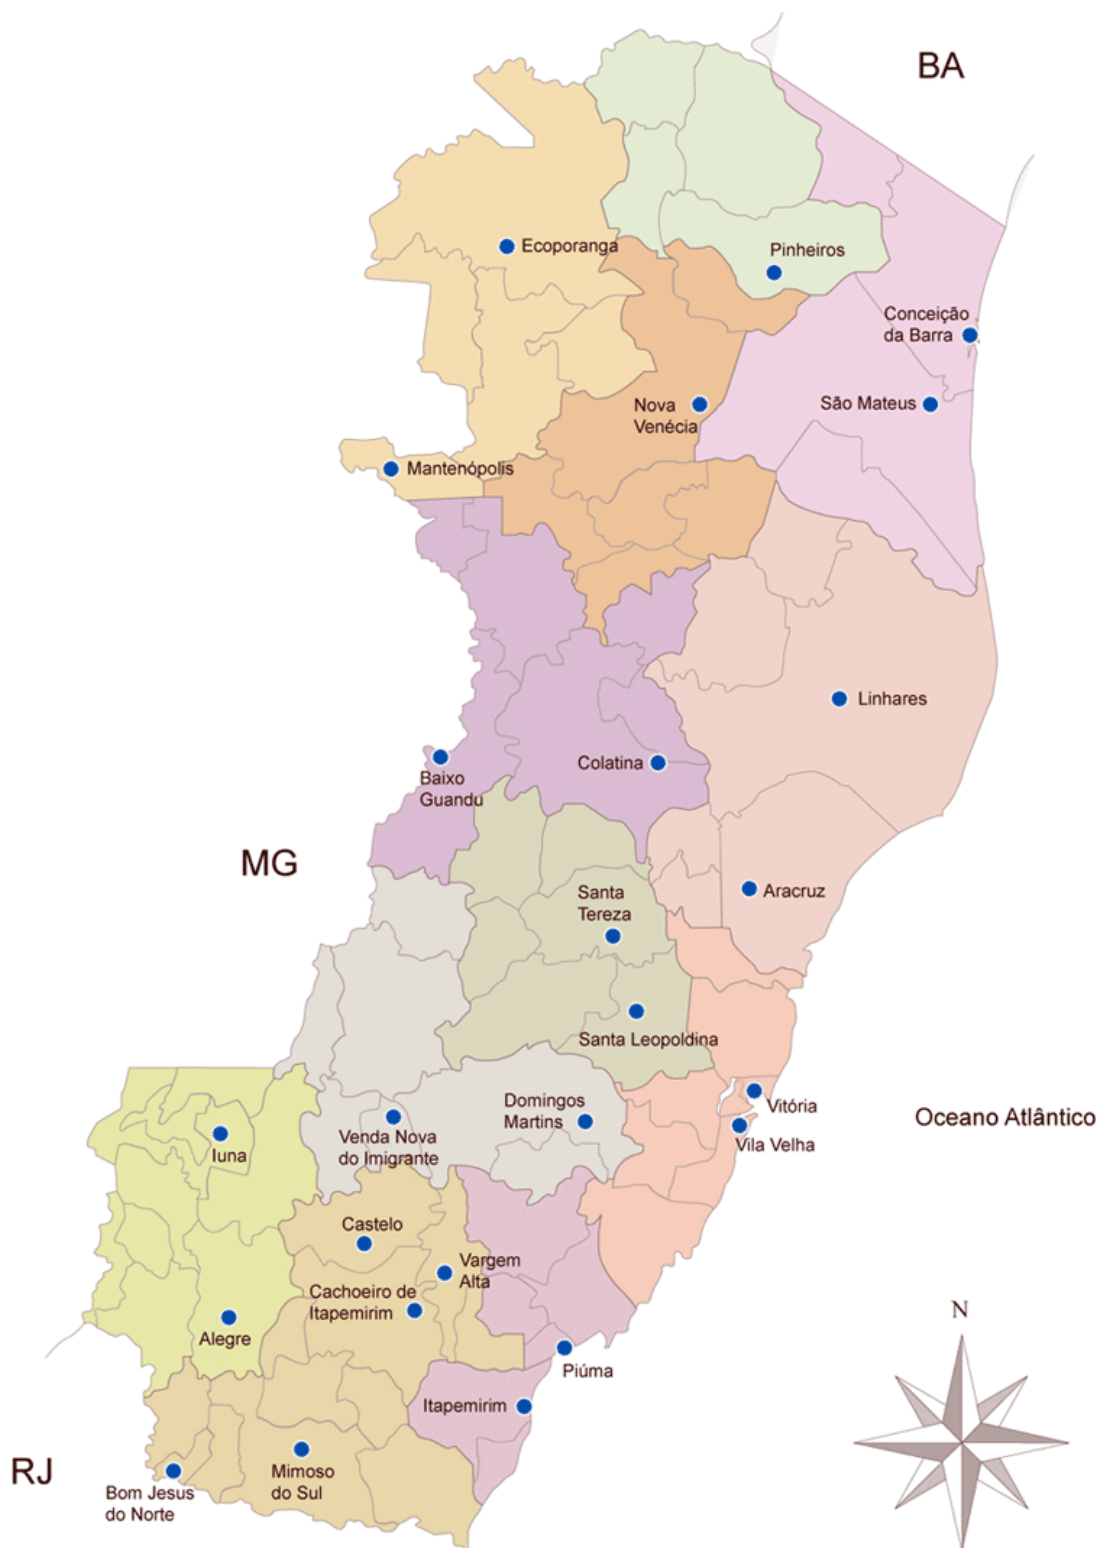 BA
Ecoporanga
Pinheiros
Conceição
da Barra
São Mateus
Nova
Venécia
Mantenópolis
Linhares
Colatina
Baixo
Guandu
MG
Santa
Tereza
Aracruz
Santa Leopoldina
Domingos
Martins
Vitória
Oceano Atlântico
Venda Nova
do Imigrante
Vila Velha
Iuna
Castelo
Vargem
Alta
Cachoeiro de
Itapemirim
Alegre
N
Piúma
Itapemirim
RJ
Mimoso
do Sul
Bom Jesus
do Norte